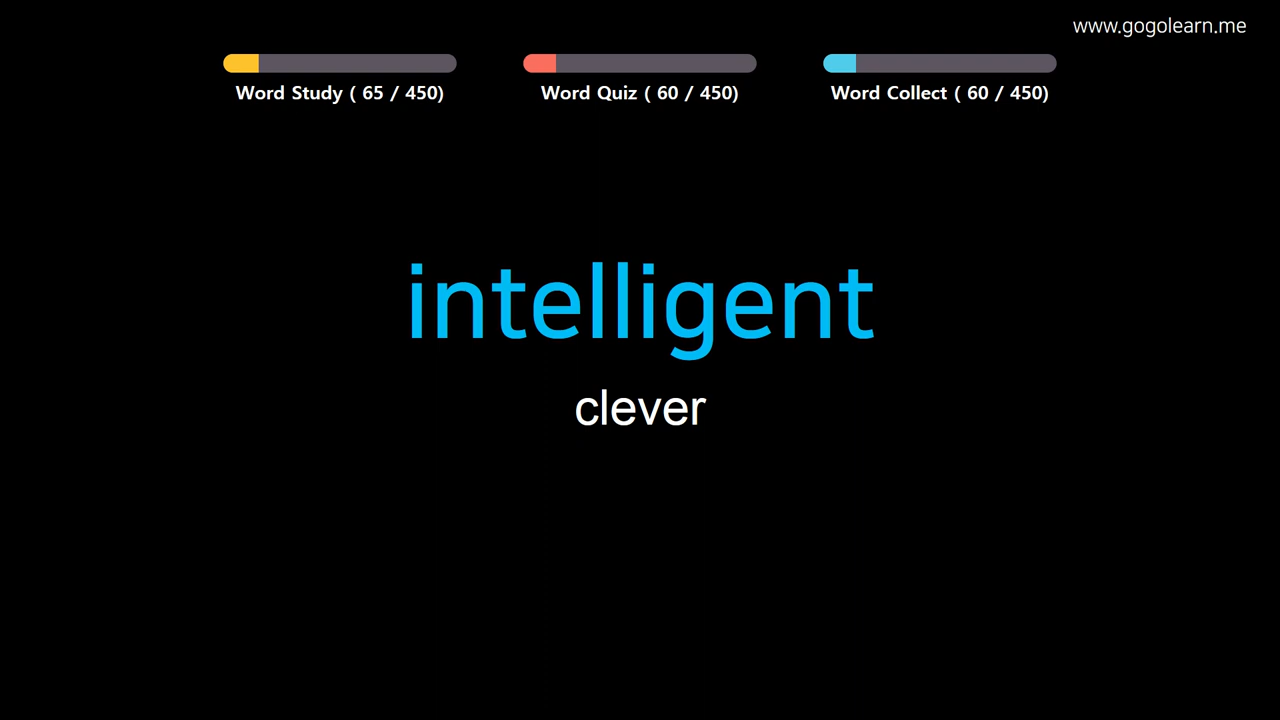 www.gogolearn.me
Word Study ( 65 / 450)
Word Quiz ( 60 / 450)
Word Collect ( 60 / 450)
intelligent
clever